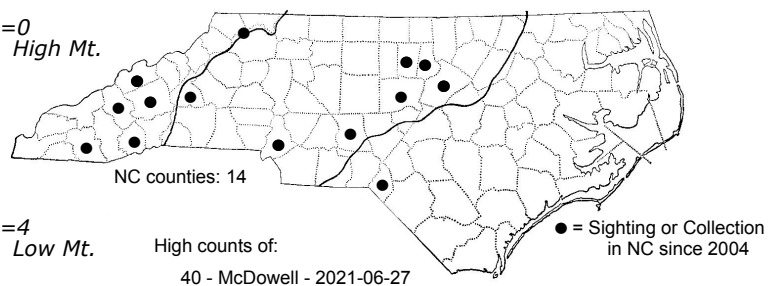 =0
High Mt.
NC counties: 14
=4
Low Mt.
High counts of:
40 - McDowell - 2021-06-27
● = Sighting or Collection
in NC since 2004